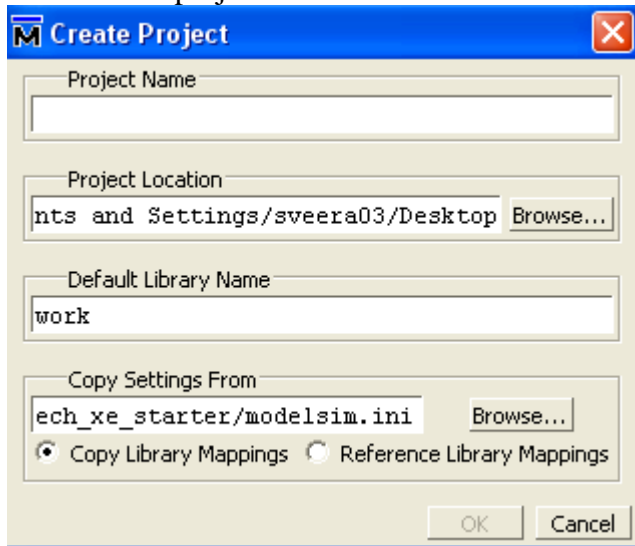 Create Project
Project Name
Project Location
nts and Settings/sveera03/Desktop Browse...
Default Library Name
work
Copy Settings From
ech_xe_starter/modelsim.ini Browse...
Copy Library Mappings Reference Library Mappings
OK Cancel